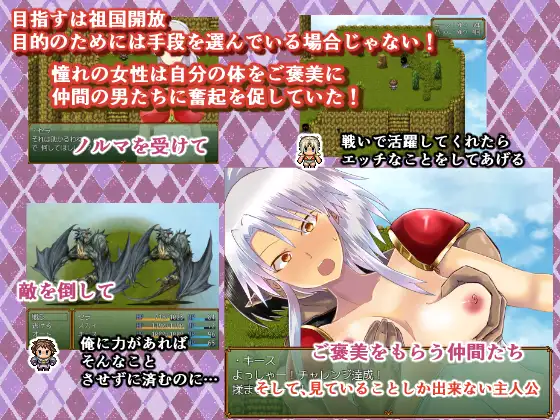 目指すは祖国開放
目的のためには手段を選んでいる場合じゃない！
憧れの女性は自分の体をご褒美に
仲間の男たちに奮起を促していた！
ノルマを受けて
戦いで活躍してくれたら
エッチなことをしてあげる
敵を倒して
俺に力があれば
そんなこと
させずに済むのに…
・キース
よっしゃー！チャレンジ達成！
ご褒美をもらう仲間たち
そして、見ていることしか出来ない主人公